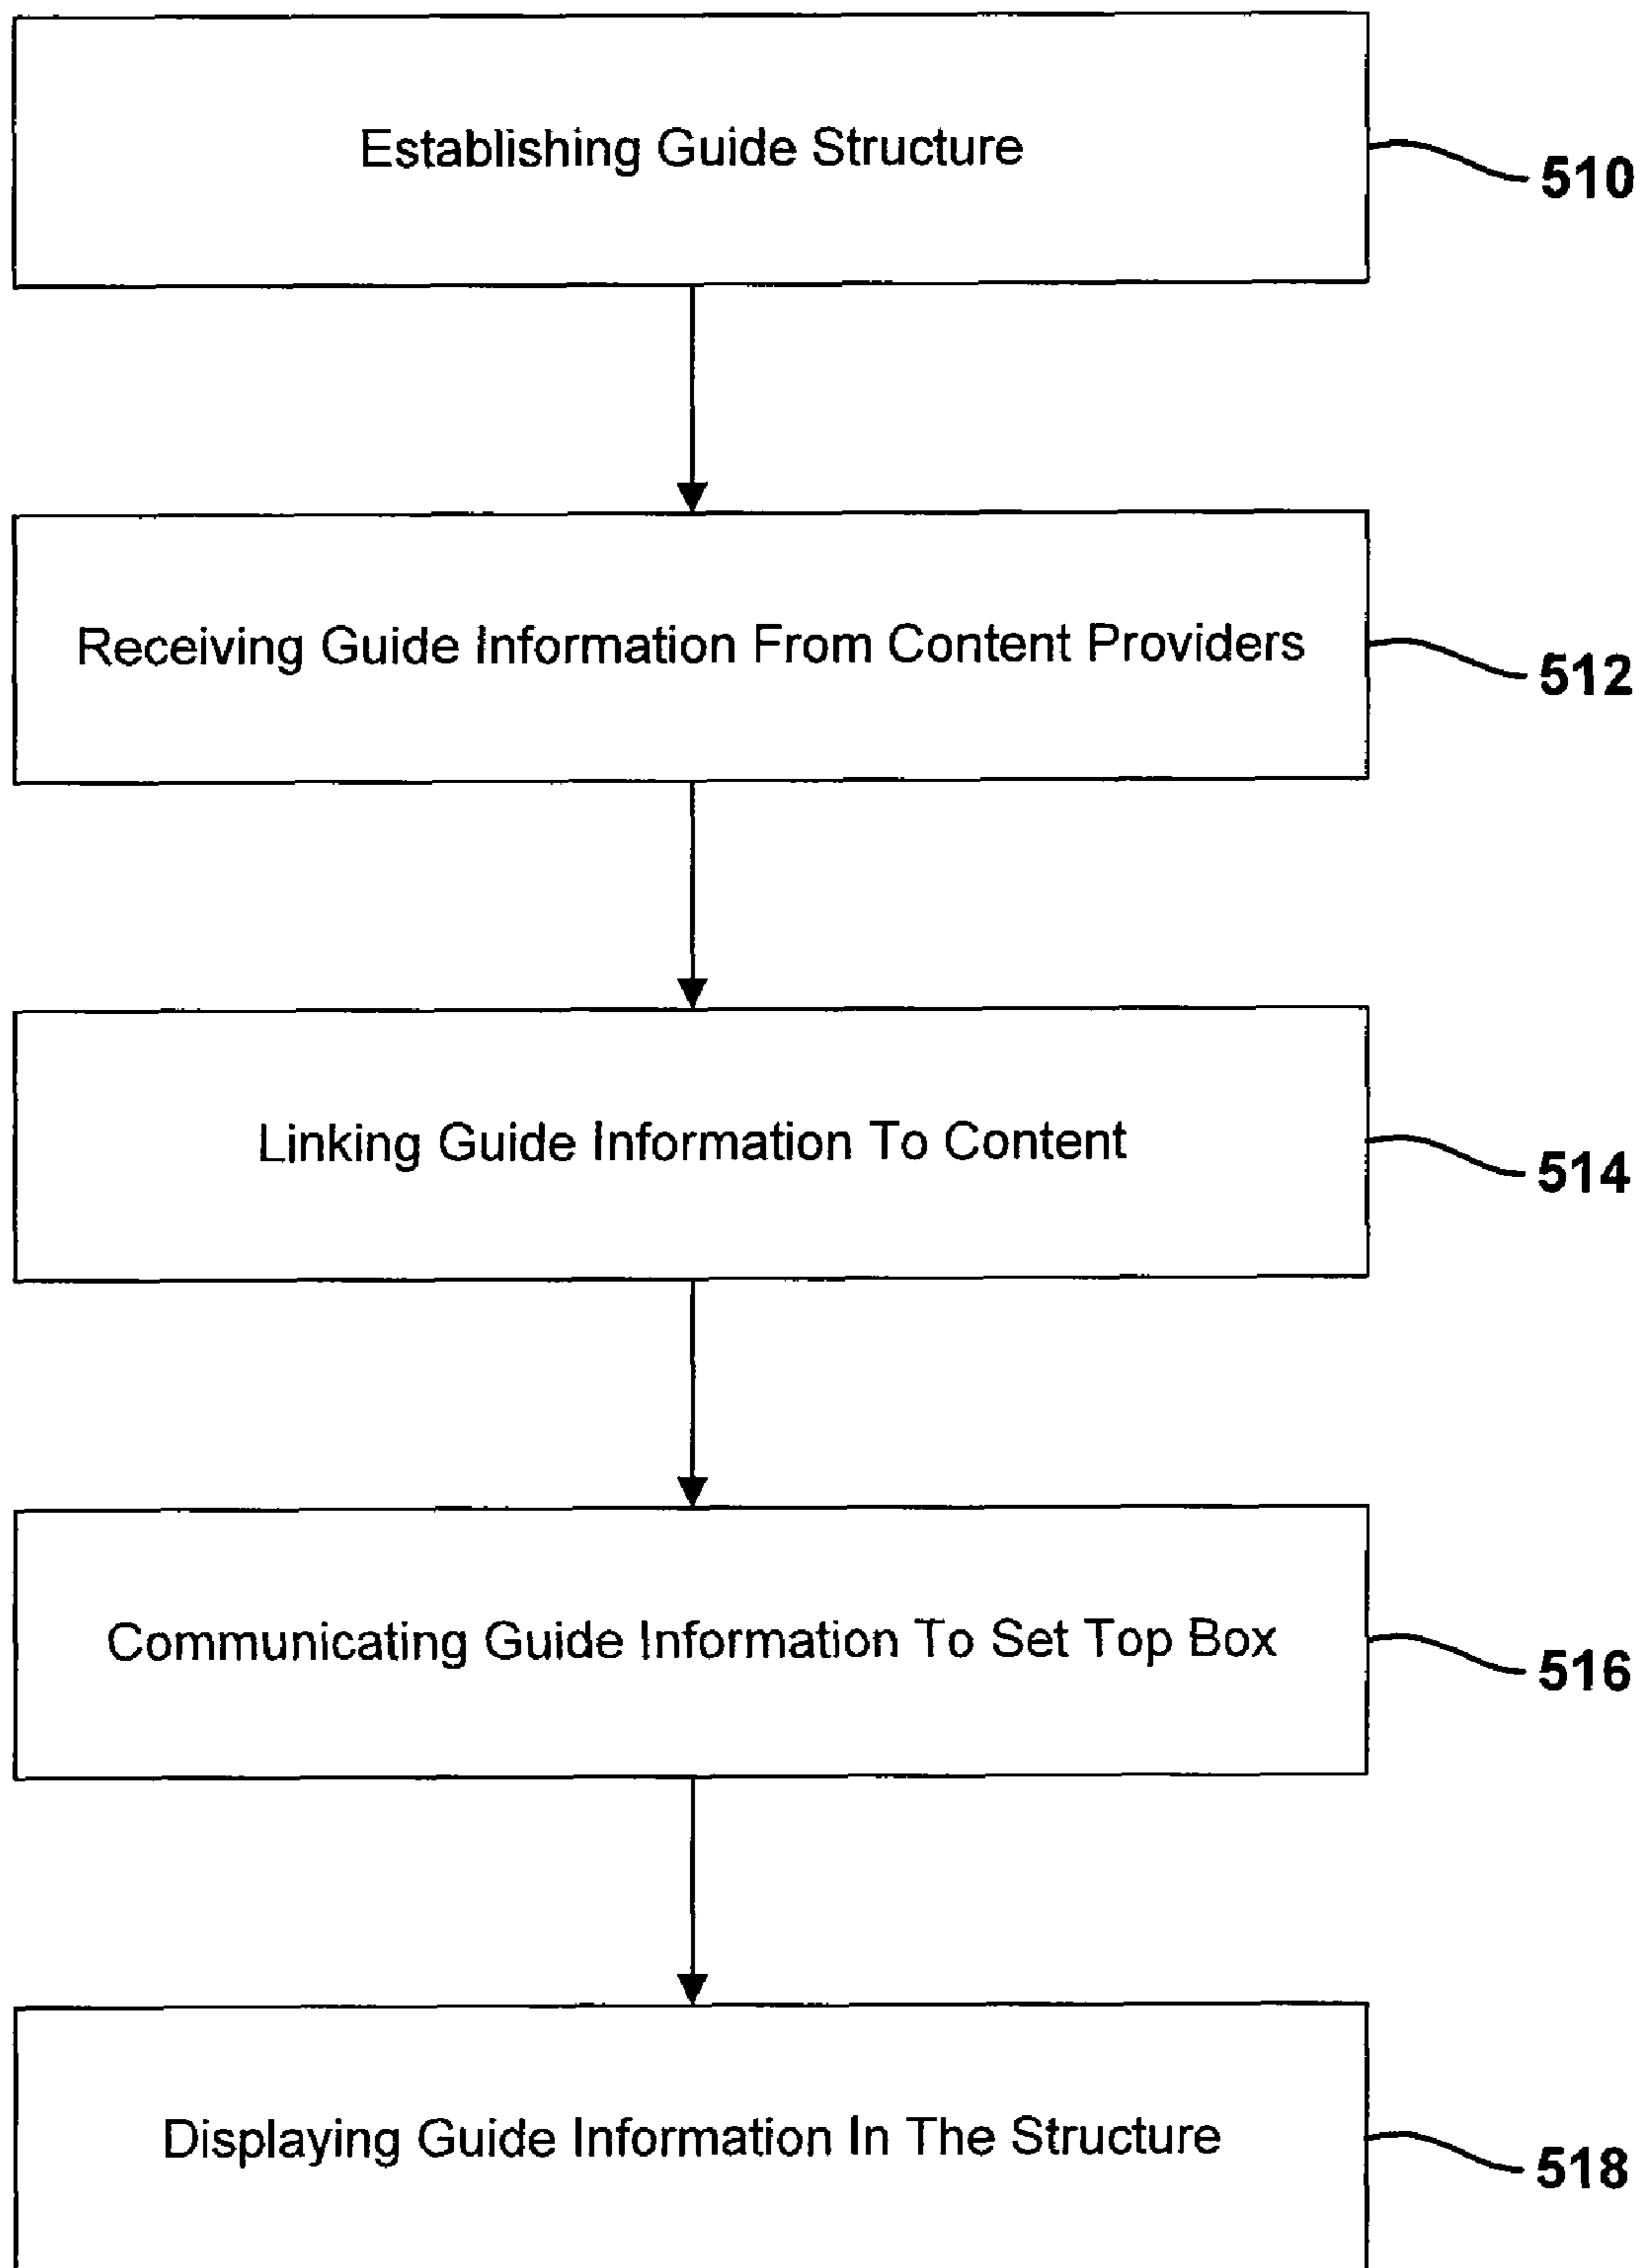 Establishing Guide Structure
510
Receiving Guide Information From Content Providers
512
Linking Guide Information To Content
514
Communicating Guide Information To Set Top Box
516
Displaying Guide Information In The Structure
518